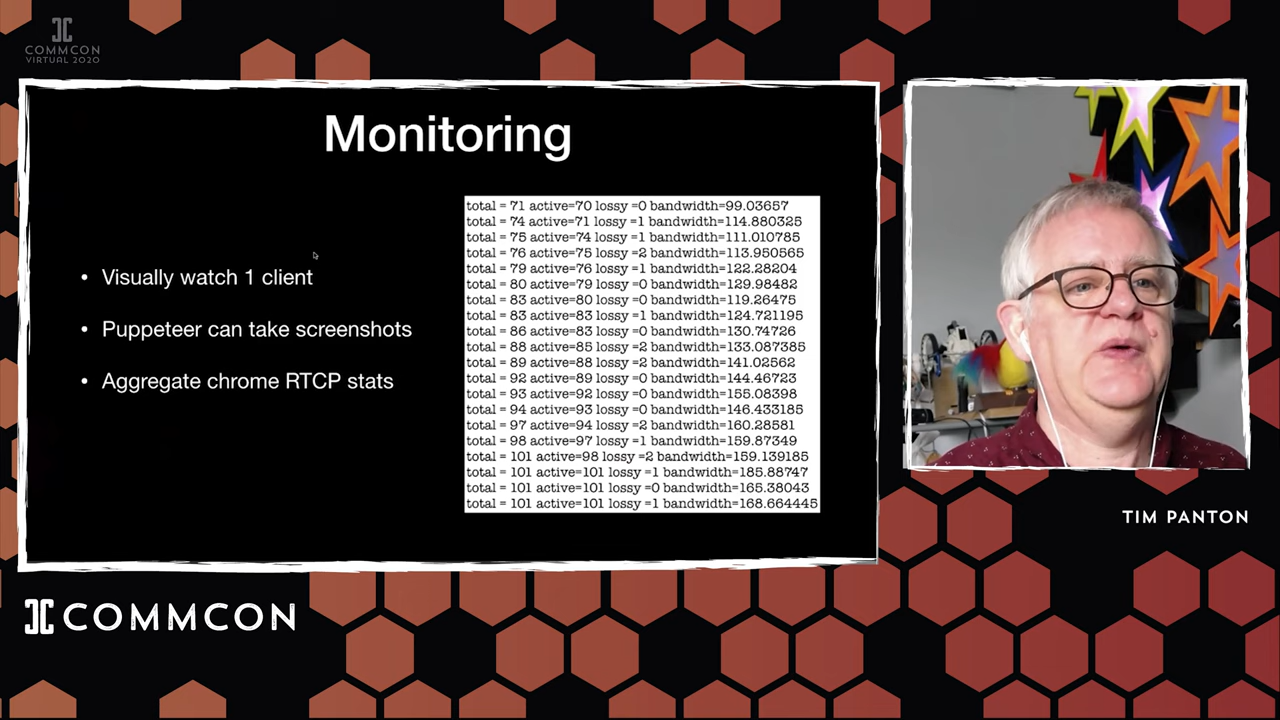 COMMCON
VIRTUAL 2020
Monitoring
• Visually watch 1 client
• Puppeteer can take screenshots
• Aggregate chrome RTCP stats
total = 71 active=70 lossy =0 bandwidth=99.03657
total = 74 active=71 lossy =1 bandwidth=114.880325
total = 75 active=74 lossy =1 bandwidth=111.010785
total = 76 active=75 lossy =2 bandwidth=113.950565
total = 79 active=76 lossy =1 bandwidth=122.28204
total = 80 active=79 lossy =0 bandwidth=129.98482
total = 83 active=80 lossy =0 bandwidth=119.26475
total = 83 active=83 lossy =1 bandwidth=124.721195
total = 86 active=83 lossy =0 bandwidth=130.74726
total = 88 active=85 lossy =2 bandwidth=133.087385
total = 89 active=88 lossy =2 bandwidth=141.02562
total = 92 active=89 lossy =0 bandwidth=144.46723
total = 93 active=92 lossy =0 bandwidth=155.08398
total = 94 active=93 lossy =0 bandwidth=146.433185
total = 97 active=94 lossy =2 bandwidth=160.28581
total = 98 active=97 lossy =1 bandwidth=159.87349
total = 101 active=98 lossy =2 bandwidth=159.139185
total = 101 active=101 lossy =1 bandwidth=185.88747
total = 101 active=101 lossy =0 bandwidth=165.38043
total = 101 active=101 lossy =1 bandwidth=168.664445
TIM PANTON
COMMCON